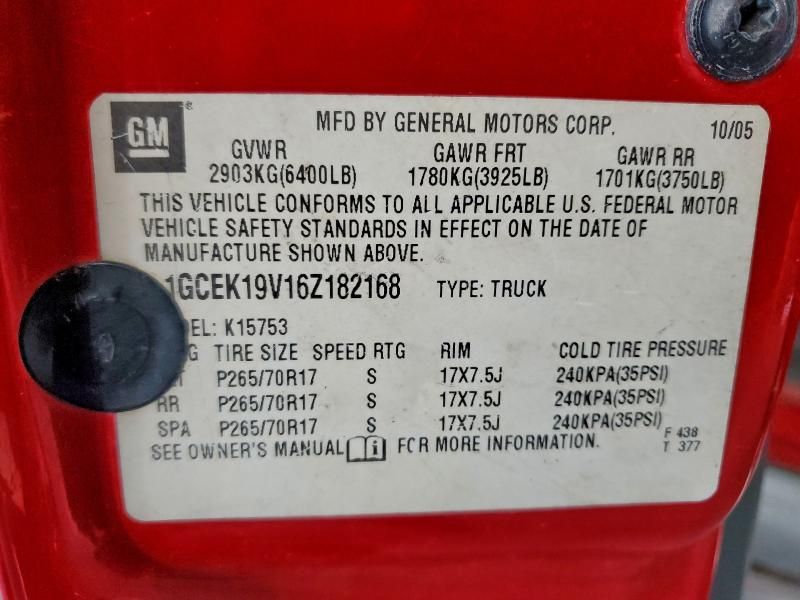 GM
MFD BY GENERAL MOTORS CORP. 10/05
GVWR GAWR FRT GAWR RR
2903KG(6400LB) 1780KG(3925LB) 1701KG(3750LB)
THIS VEHICLE CONFORMS TO ALL APPLICABLE U.S. FEDERAL MOTOR
VEHICLE SAFETY STANDARDS IN EFFECT ON THE DATE OF
MANUFACTURE SHOWN ABOVE.
1GCEK19V16Z182168 TYPE: TRUCK
DEL: K15753
G TIRE SIZE SPEED RTG RIM COLD TIRE PRESSURE
T P265/70R17 S 17X7.5J 240KPA(35PSI)
RR P265/70R17 S 17X7.5J 240KPA(35PSI)
SPA P265/70R17 S 17X7.5J 240KPA(35PSI)
SEE OWNER'S MANUAL i FOR MORE INFORMATION.
F 438
T 377